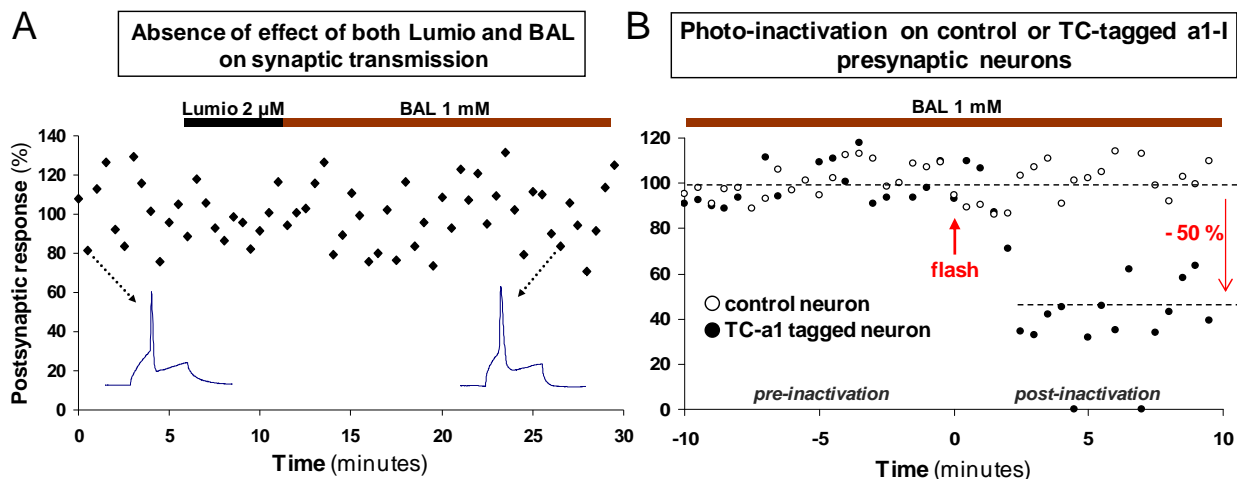 A
Absence of effect of both Lumio and BAL
on synaptic transmission
Lumio 2 µM
BAL 1 mM
Postsynaptic response (%)
140
120
100
80
60
40
20
0
0
5
10
15
20
25
30
Time (minutes)
B
Photo-inactivation on control or TC-tagged a1-I
presynaptic neurons
BAL 1 mM
120
100
80
60
40
20
0
flash
- 50 %
control neuron
TC-a1 tagged neuron
pre-inactivation
post-inactivation
-10
-5
0
5
10
Time (minutes)